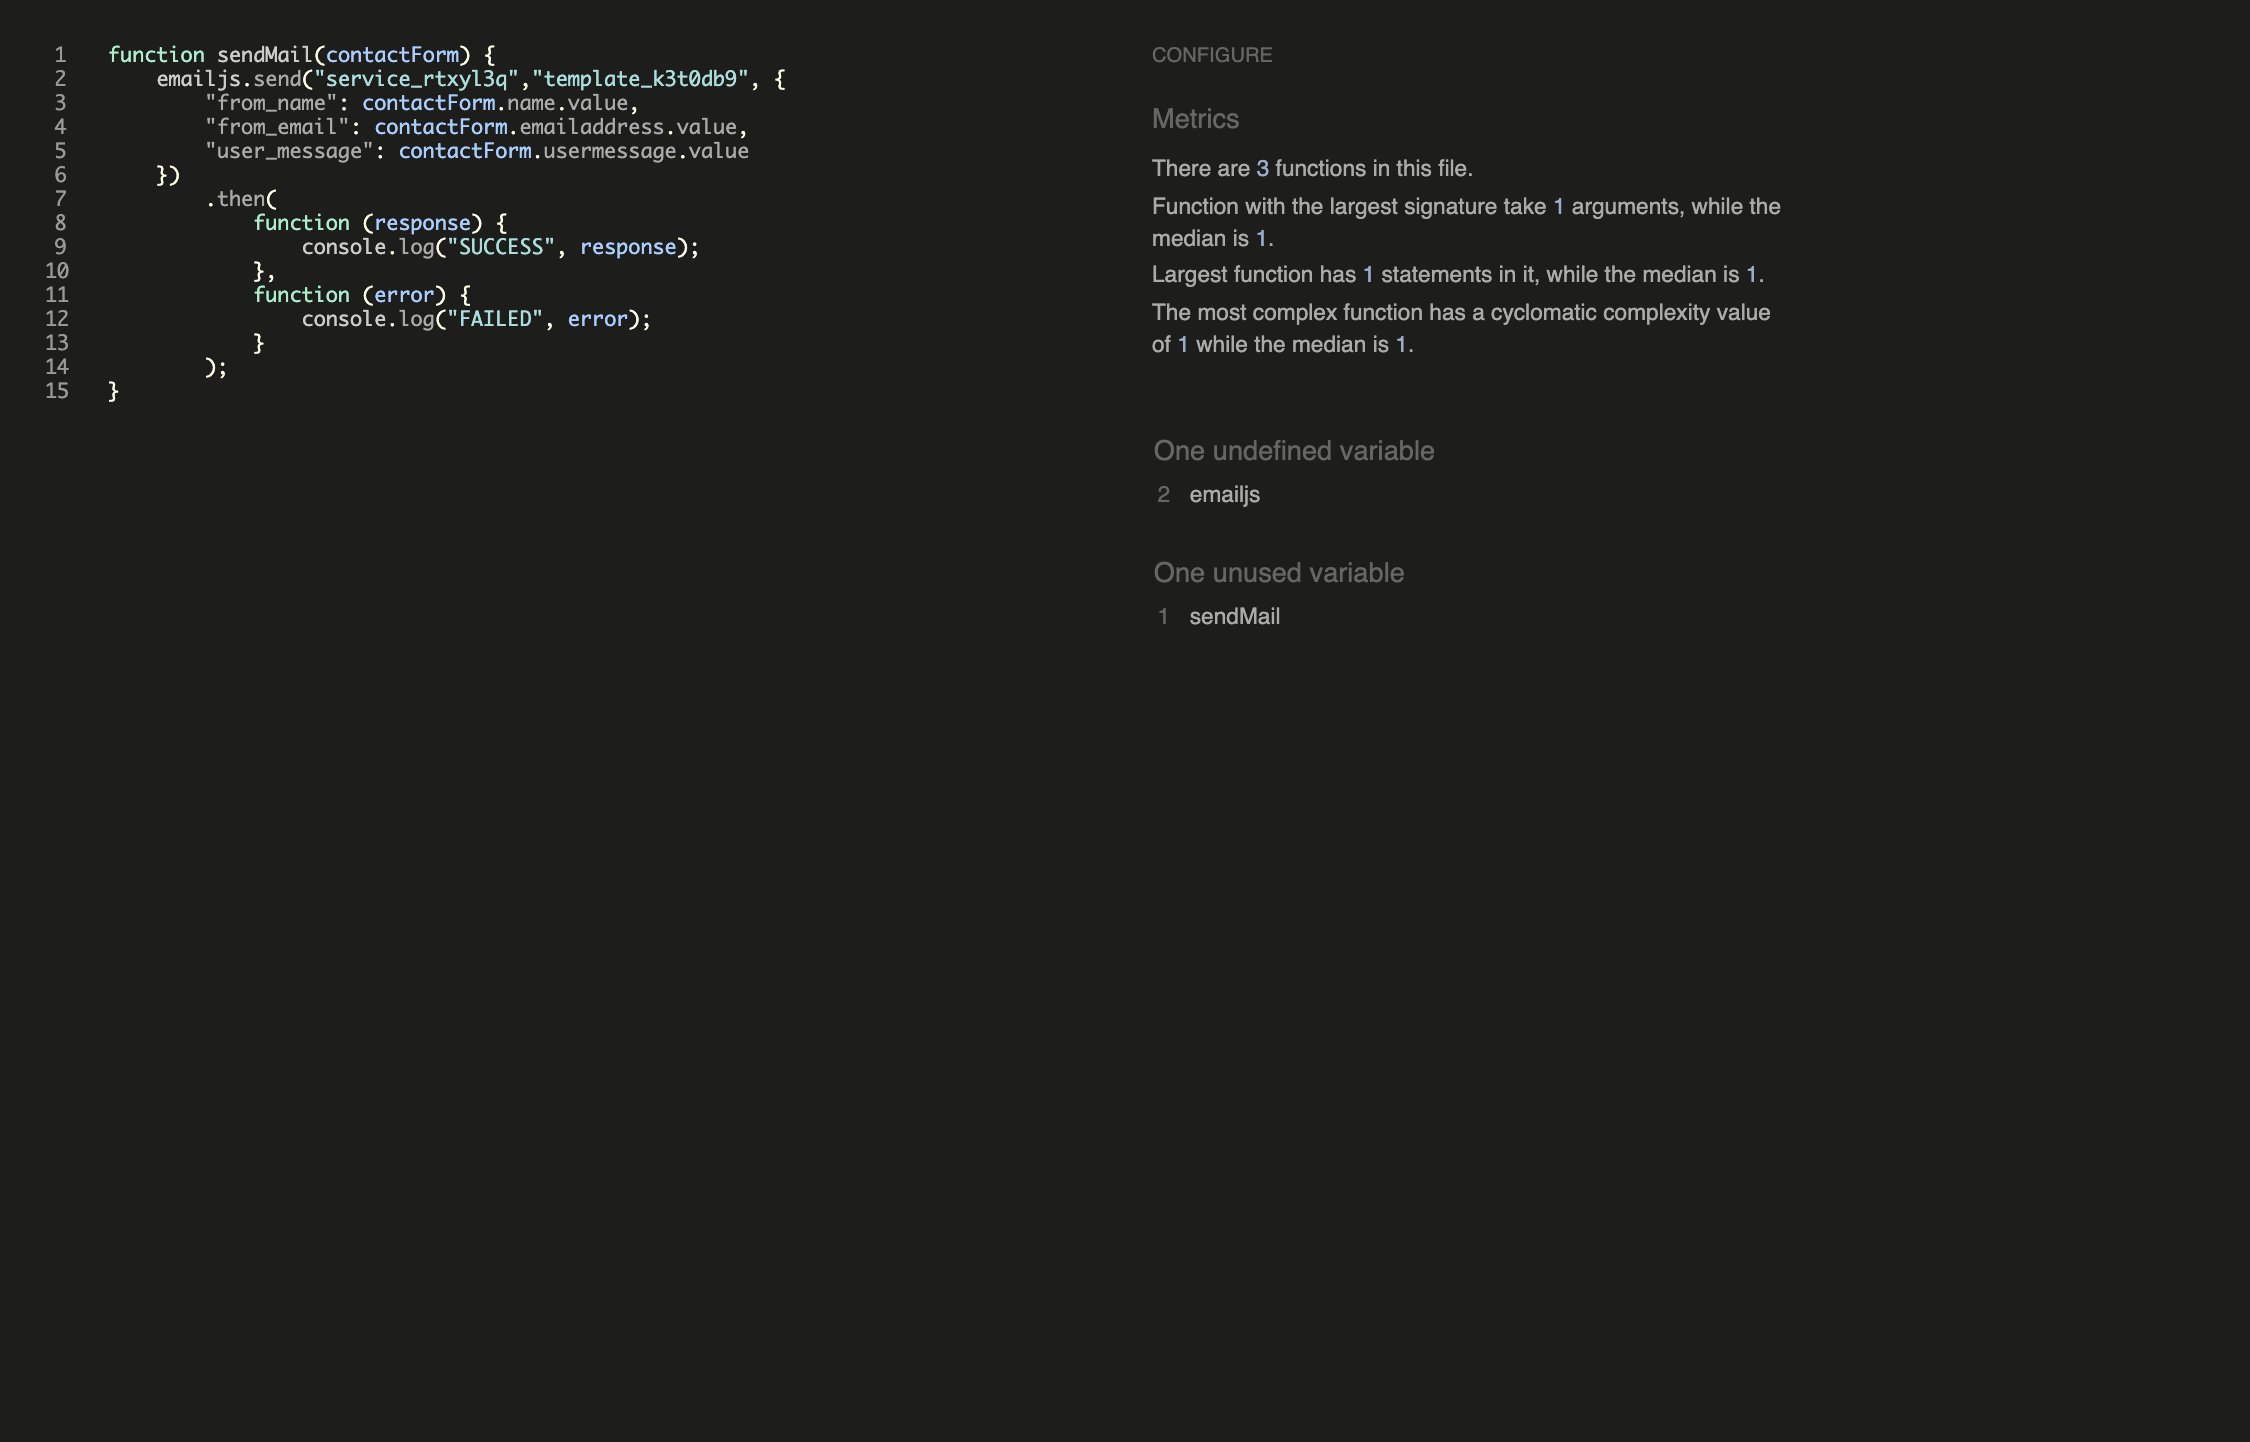 1 function sendMail(contactForm) {
2     emailjs.send("service_rtxyl3q","template_k3t0db9", {
3         "from_name": contactForm.name.value,
4         "from_email": contactForm.emailaddress.value,
5         "user_message": contactForm.usermessage.value
6     })
7         .then(
8             function (response) {
9                 console.log("SUCCESS", response);
10             },
11             function (error) {
12                 console.log("FAILED", error);
13             }
14         );
15 }
CONFIGURE
Metrics
There are 3 functions in this file.
Function with the largest signature take 1 arguments, while the
median is 1.
Largest function has 1 statements in it, while the median is 1.
The most complex function has a cyclomatic complexity value
of 1 while the median is 1.
One undefined variable
2 emailjs
One unused variable
1 sendMail